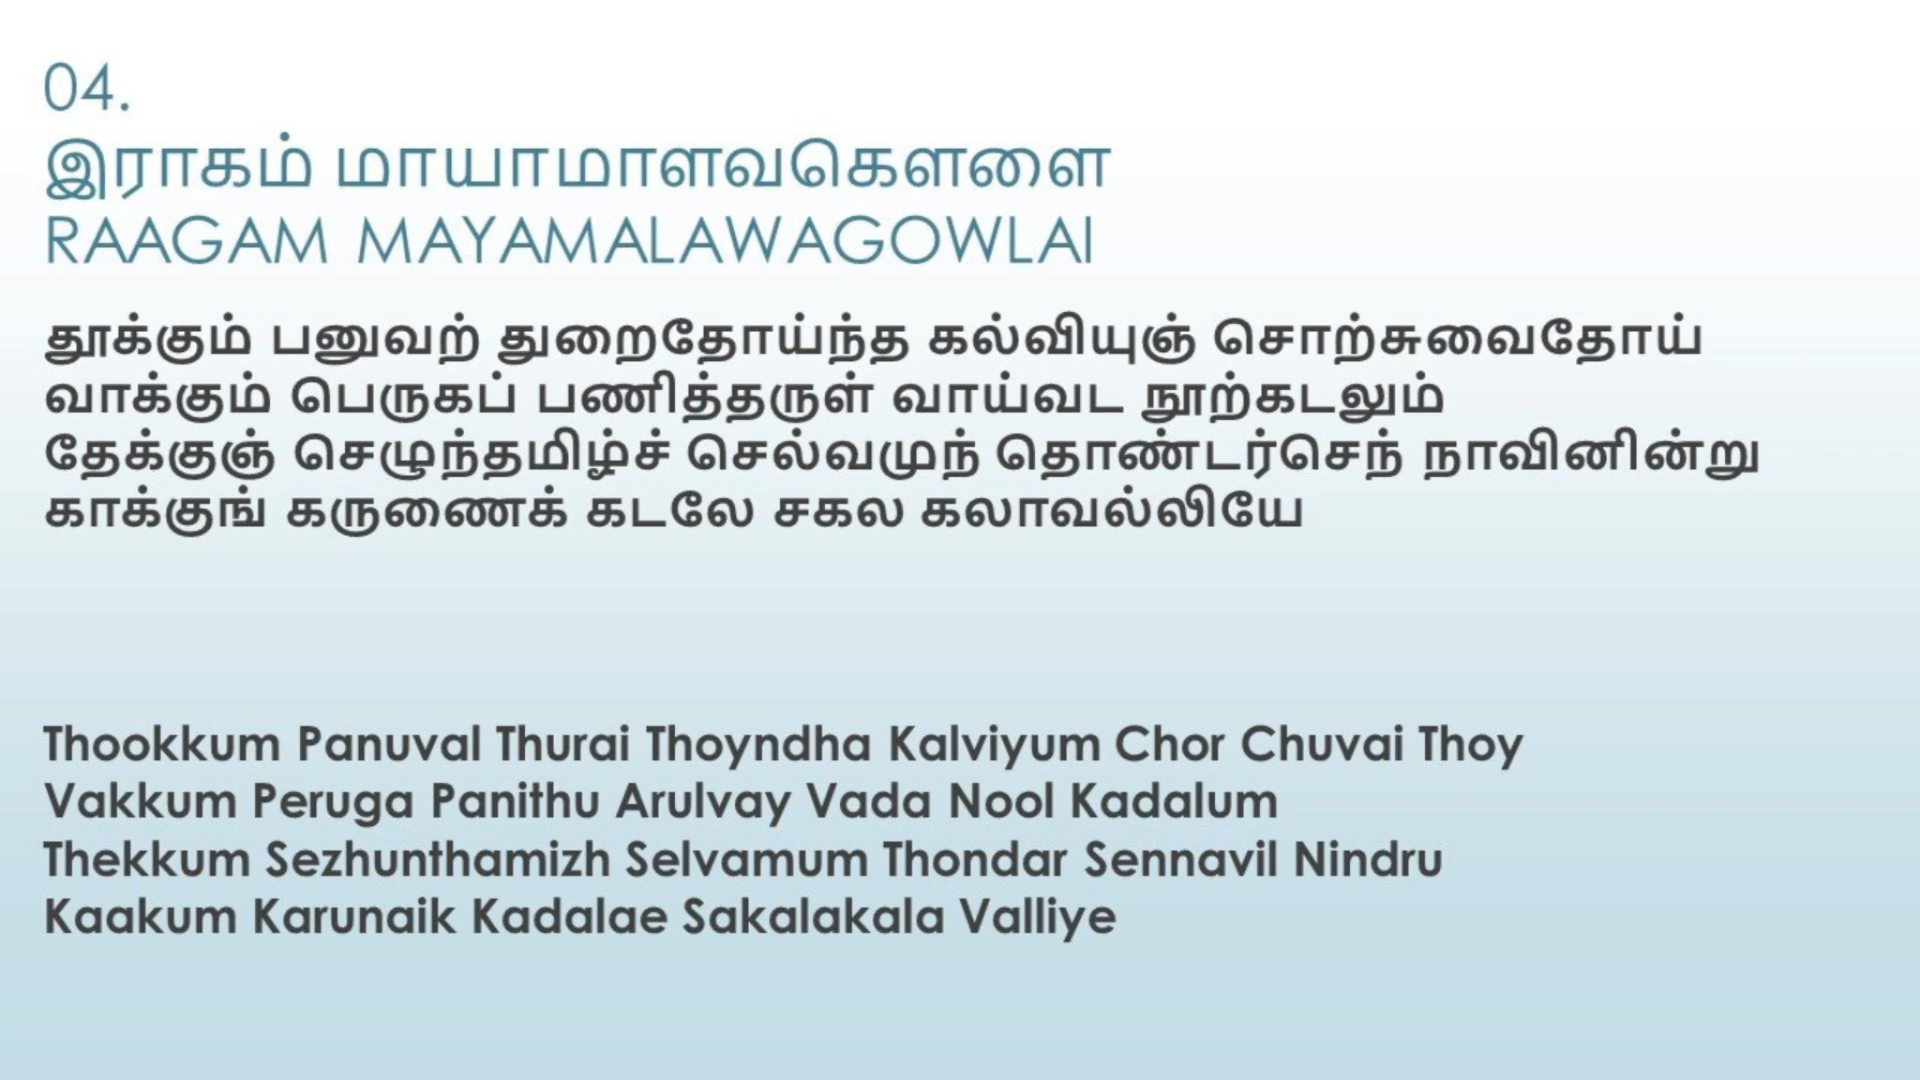 04.
இராகம் மாயாமாளவகௌளை
RAAGAM MAYAMALAWAGOWLAI
தூக்கும் பனுவற் துறைதோய்ந்த கல்வியுஞ் சொற்சுவைதோய்
வாக்கும் பெருகப் பணித்தருள் வாய்வட நூற்கடலும்
தேக்குஞ் செழுந்தமிழ்ச் செல்வமுந் தொண்டர்செந் நாவினின்று
காக்குங் கருணைக் கடலே சகல கலாவல்லியே
Thookkum Panuval Thurai Thoyndha Kalviyum Chor Chuvai Thoy
Vakkum Peruga Panithu Arulvay Vada Nool Kadalum
Thekkum Sezhunthamizh Selvamum Thondar Sennavil Nindru
Kaakum Karunaik Kadalae Sakalakala Valliye